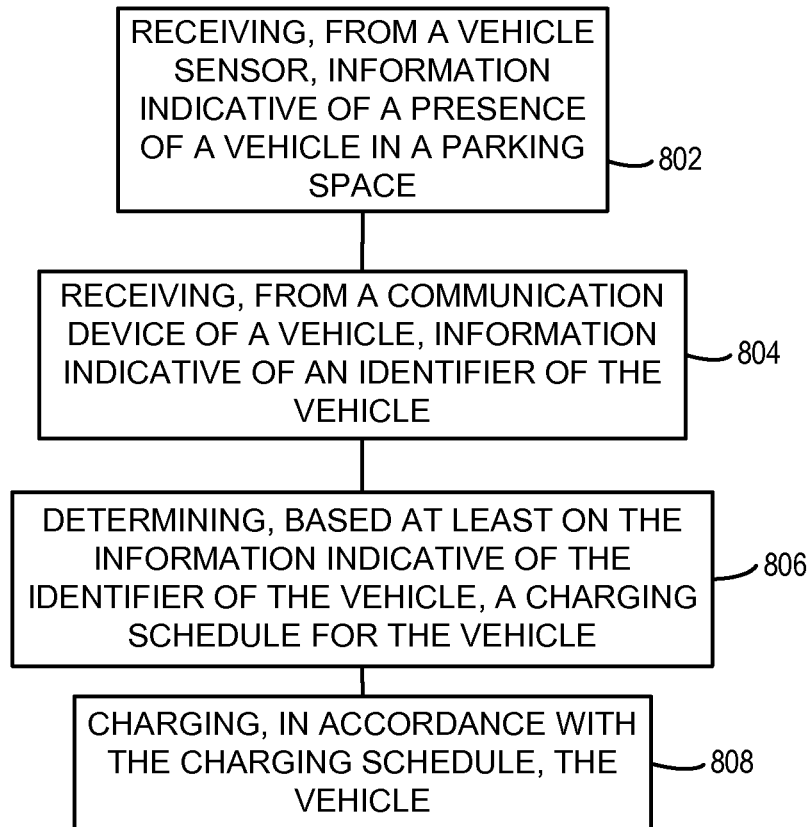 RECEIVING, FROM A VEHICLE
SENSOR, INFORMATION
INDICATIVE OF A PRESENCE
OF A VEHICLE IN A PARKING
SPACE
802
RECEIVING, FROM A COMMUNICATION
DEVICE OF A VEHICLE, INFORMATION
INDICATIVE OF AN IDENTIFIER OF THE
VEHICLE
804
DETERMINING, BASED AT LEAST ON THE
INFORMATION INDICATIVE OF THE
IDENTIFIER OF THE VEHICLE, A CHARGING
SCHEDULE FOR THE VEHICLE
806
CHARGING, IN ACCORDANCE WITH
THE CHARGING SCHEDULE, THE
VEHICLE
808